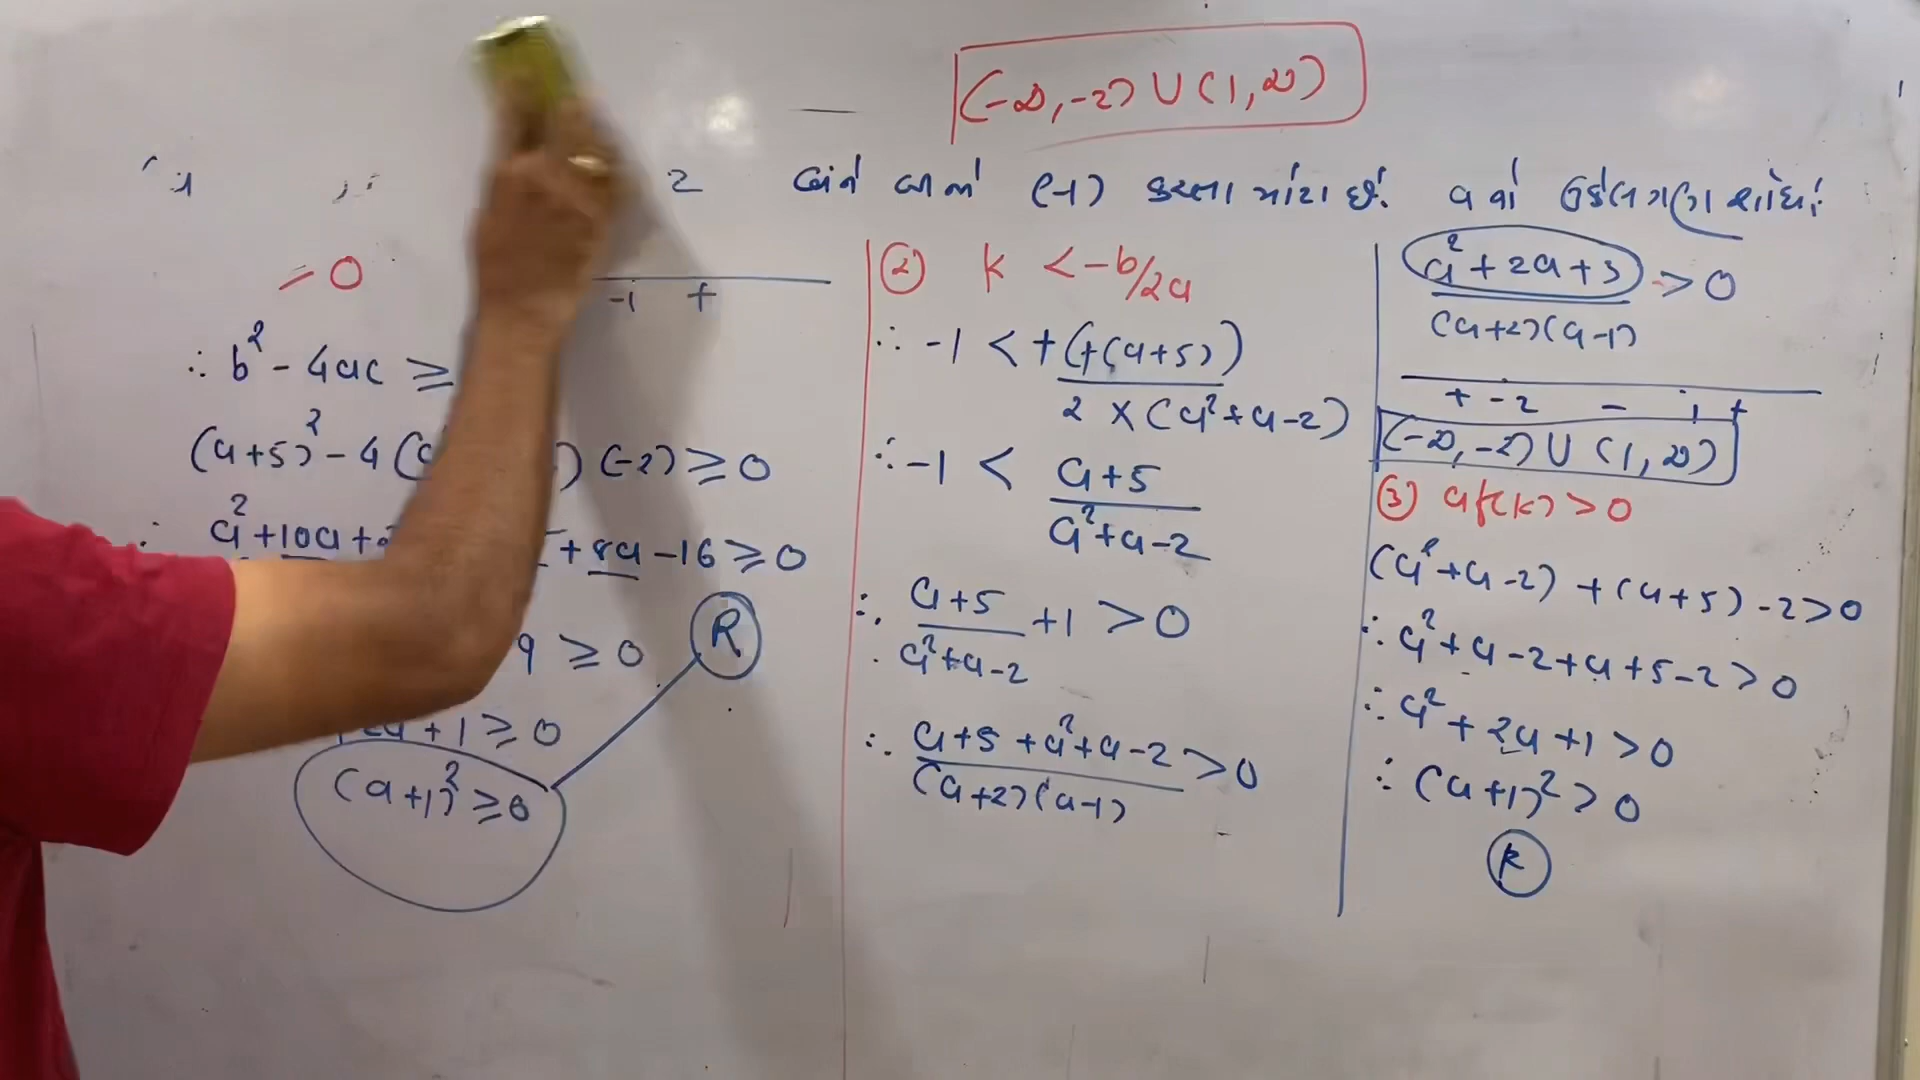 (-∞, -2) ∪ (1, ∞)
2 (-1) કરતા મોટા છે. a નો
= 0
-1 +
∴ b² - 4ac ≥
(a+5)² - 4( ) (-2) ≥ 0
a² + 10a + + 8a - 16 ≥ 0
9 ≥ 0
R
2a + 1 ≥ 0
(a+1)² ≥ 0
② k < -b/2a
∴ -1 < +(+(a+5)) / 2 × (a²+a-2)
∴ -1 < a+5 / a²+a-2
∴ a+5 / a²+a-2 + 1 > 0
∴ a+5+a²+a-2 / (a+2)(a-1) > 0
a²+2a+3 / (a+2)(a-1) > 0
+ -2 - 1 +
(-∞, -2) ∪ (1, ∞)
③ af(k) > 0
(a²+a-2) + (a+5) - 2 > 0
∴ a²+a-2+a+5-2 > 0
∴ a²+2a+1 > 0
∴ (a+1)² > 0
R